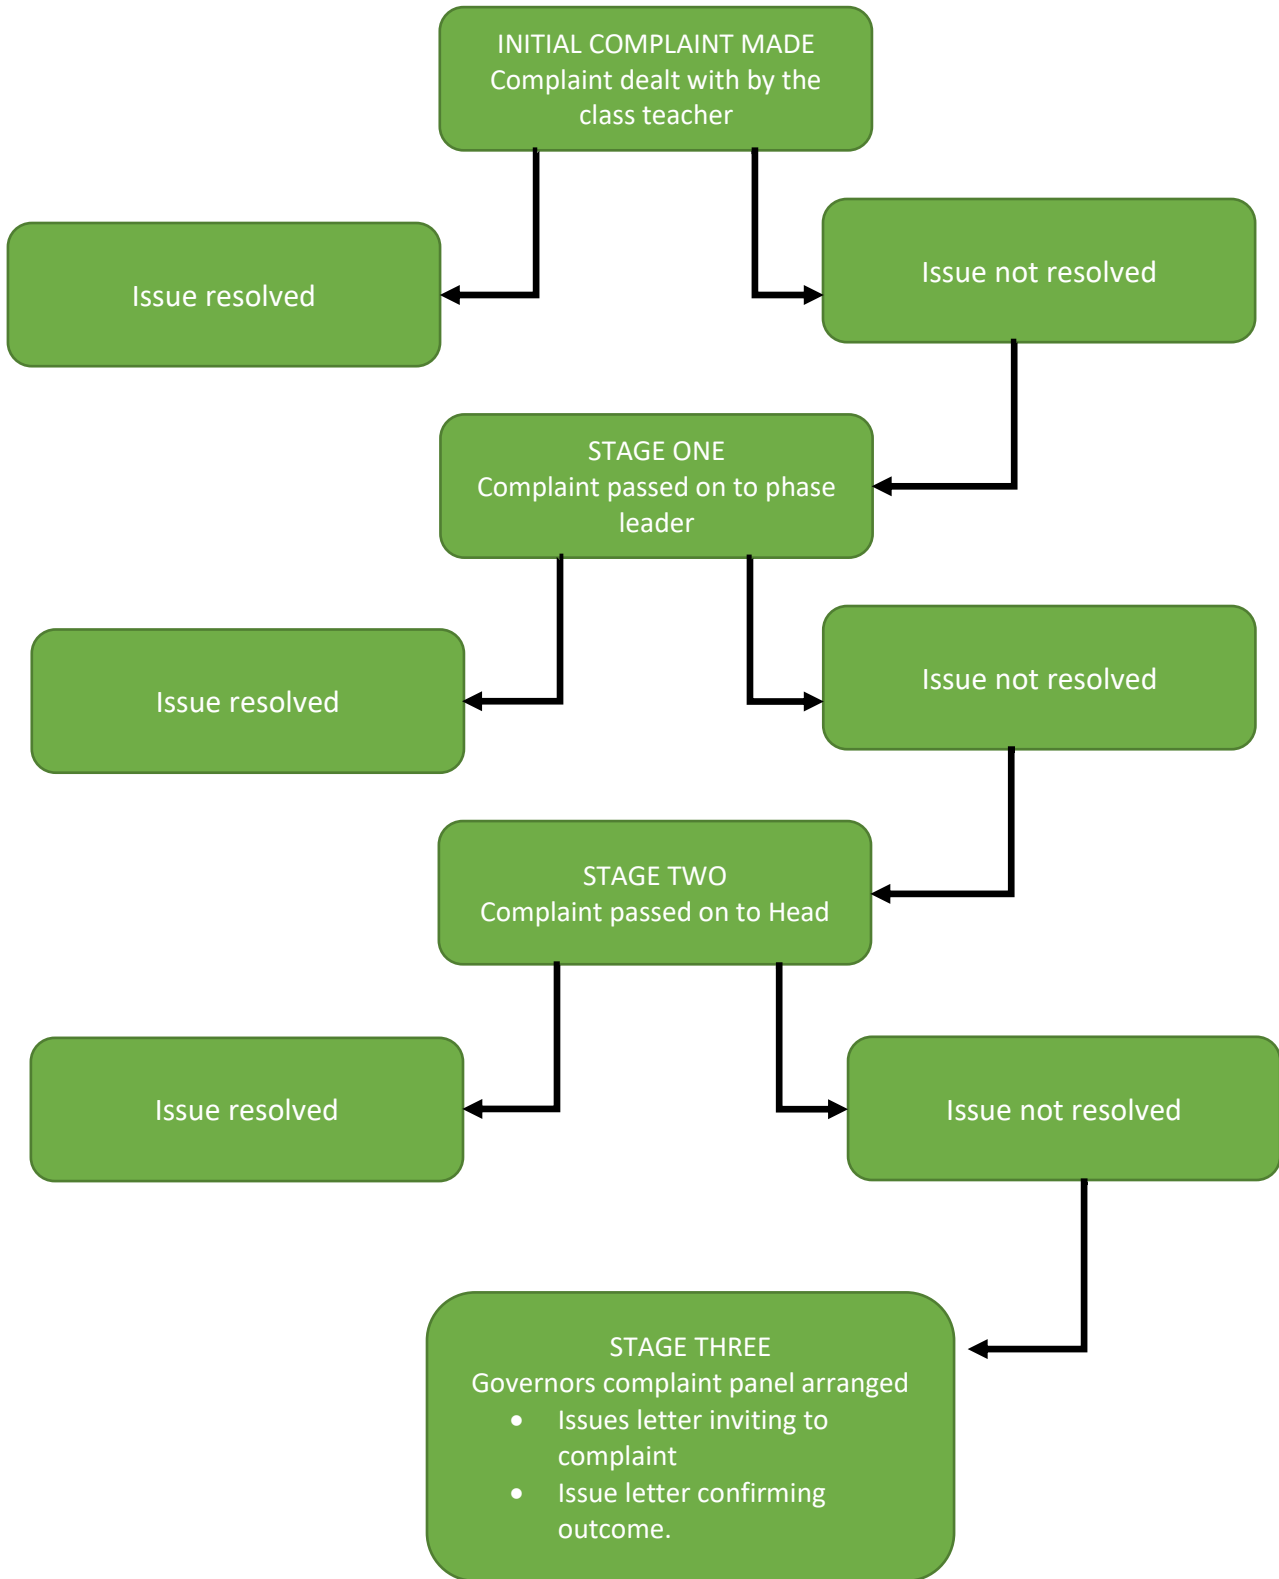 INITIAL COMPLAINT MADE
Complaint dealt with by the
class teacher
Issue resolved
Issue not resolved
STAGE ONE
Complaint passed on to phase
leader
Issue resolved
Issue not resolved
STAGE TWO
Complaint passed on to Head
Issue resolved
Issue not resolved
STAGE THREE
Governors complaint panel arranged
• Issues letter inviting to
complaint
• Issue letter confirming
outcome.